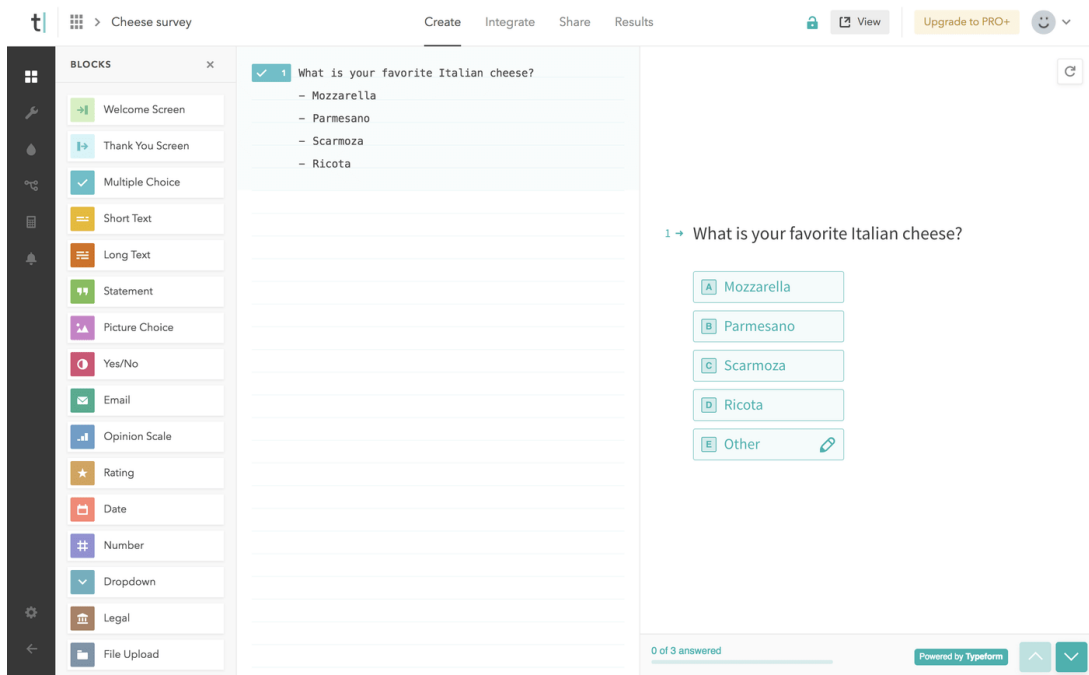 t
Cheese survey
Create
Integrate
Share
Results
View
Upgrade to PRO+
BLOCKS
Welcome Screen
Thank You Screen
Multiple Choice
Short Text
Long Text
Statement
Picture Choice
Yes/No
Email
Opinion Scale
Rating
Date
Number
Dropdown
Legal
File Upload
1 What is your favorite Italian cheese?
– Mozzarella
– Parmesano
– Scarmoza
– Ricota
1 → What is your favorite Italian cheese?
A Mozzarella
B Parmesano
C Scarmoza
D Ricota
E Other
0 of 3 answered
Powered by Typeform